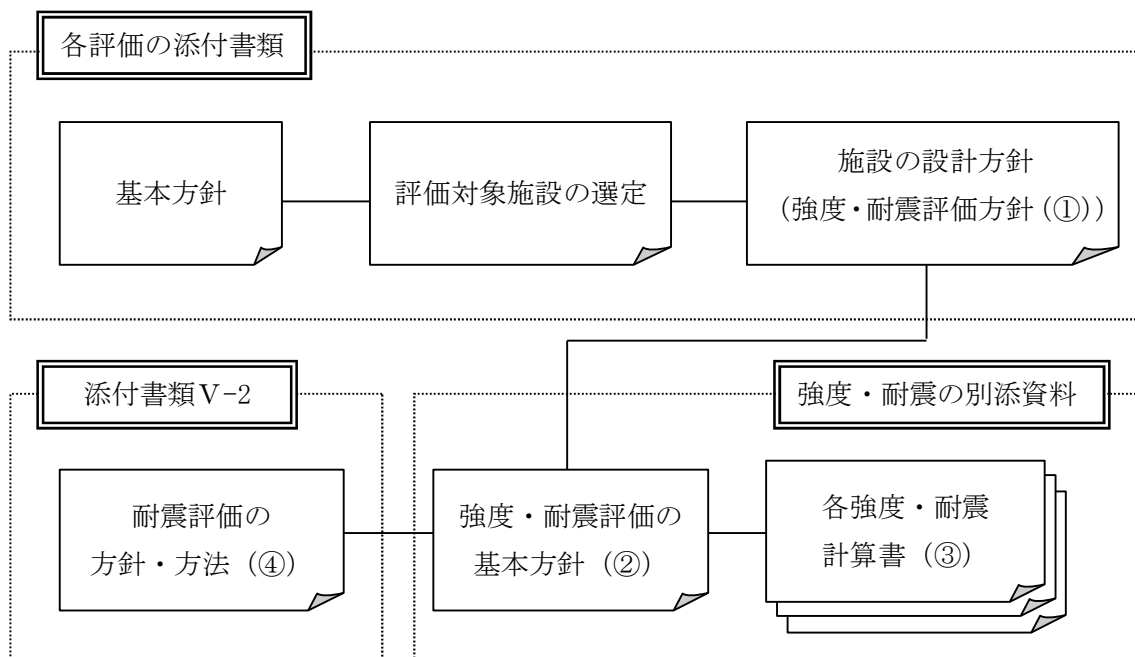 各評価の添付書類
基本方針
評価対象施設の選定
施設の設計方針
（強度・耐震評価方針（①））
添付書類Ⅴ-2
強度・耐震の別添資料
耐震評価の
方針・方法（④）
強度・耐震評価の
基本方針（②）
各強度・耐震
計算書（③）